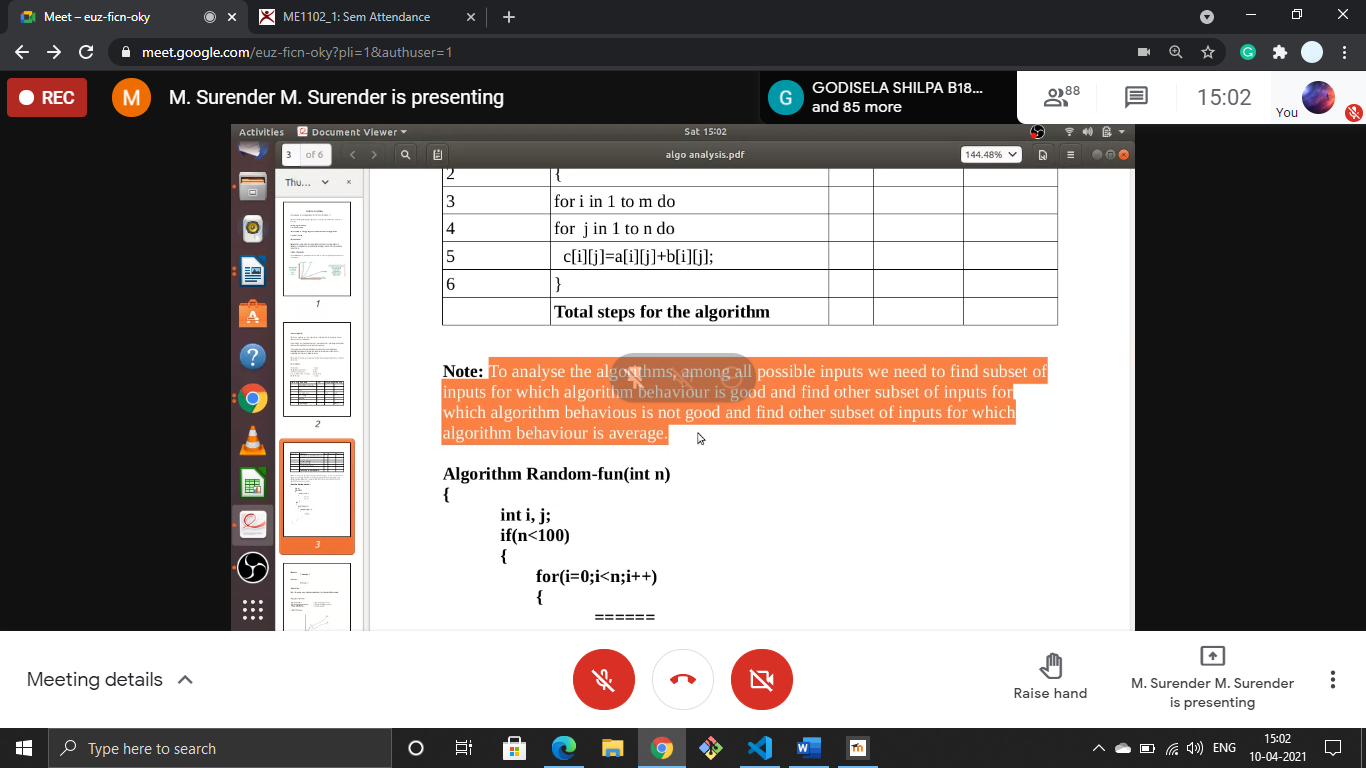 Meet – euz-ficn-oky
ME1102_1: Sem Attendance
meet.google.com/euz-ficn-oky?pli=1&authuser=1
REC
M
M. Surender M. Surender is presenting
G
GODISELA SHILPA B18...
and 85 more
88
15:02
You
Activities
Document Viewer
Sat 15:02
3
of 6
algo analysis.pdf
144.48%
Thu...
1
2
3
2
{
3
for i in 1 to m do
4
for j in 1 to n do
5
c[i][j]=a[i][j]+b[i][j];
6
}
Total steps for the algorithm
Note: To analyse the algorithms, among all possible inputs we need to find subset of
inputs for which algorithm behaviour is good and find other subset of inputs for
which algorithm behavious is not good and find other subset of inputs for which
algorithm behaviour is average.
Algorithm Random-fun(int n)
{
int i, j;
if(n<100)
{
for(i=0;i<n;i++)
{
======
Meeting details
Raise hand
M. Surender M. Surender
is presenting
Type here to search
ENG
15:02
10-04-2021